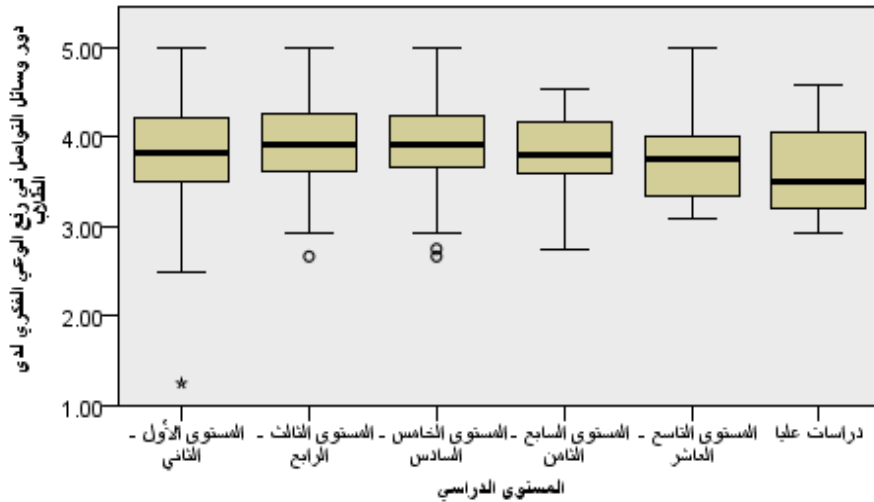 دور وسائل التواصل في رفع الوعي الفكري لدى
الطلاب
5.00
4.00
3.00
2.00
1.00
المستوى الأول -
الثاني
المستوى الثالث -
الرابع
المستوى الخامس -
السادس
المستوى السابع -
الثامن
المستوى التاسع -
العاشر
دراسات عليا
المستوى الدراسي